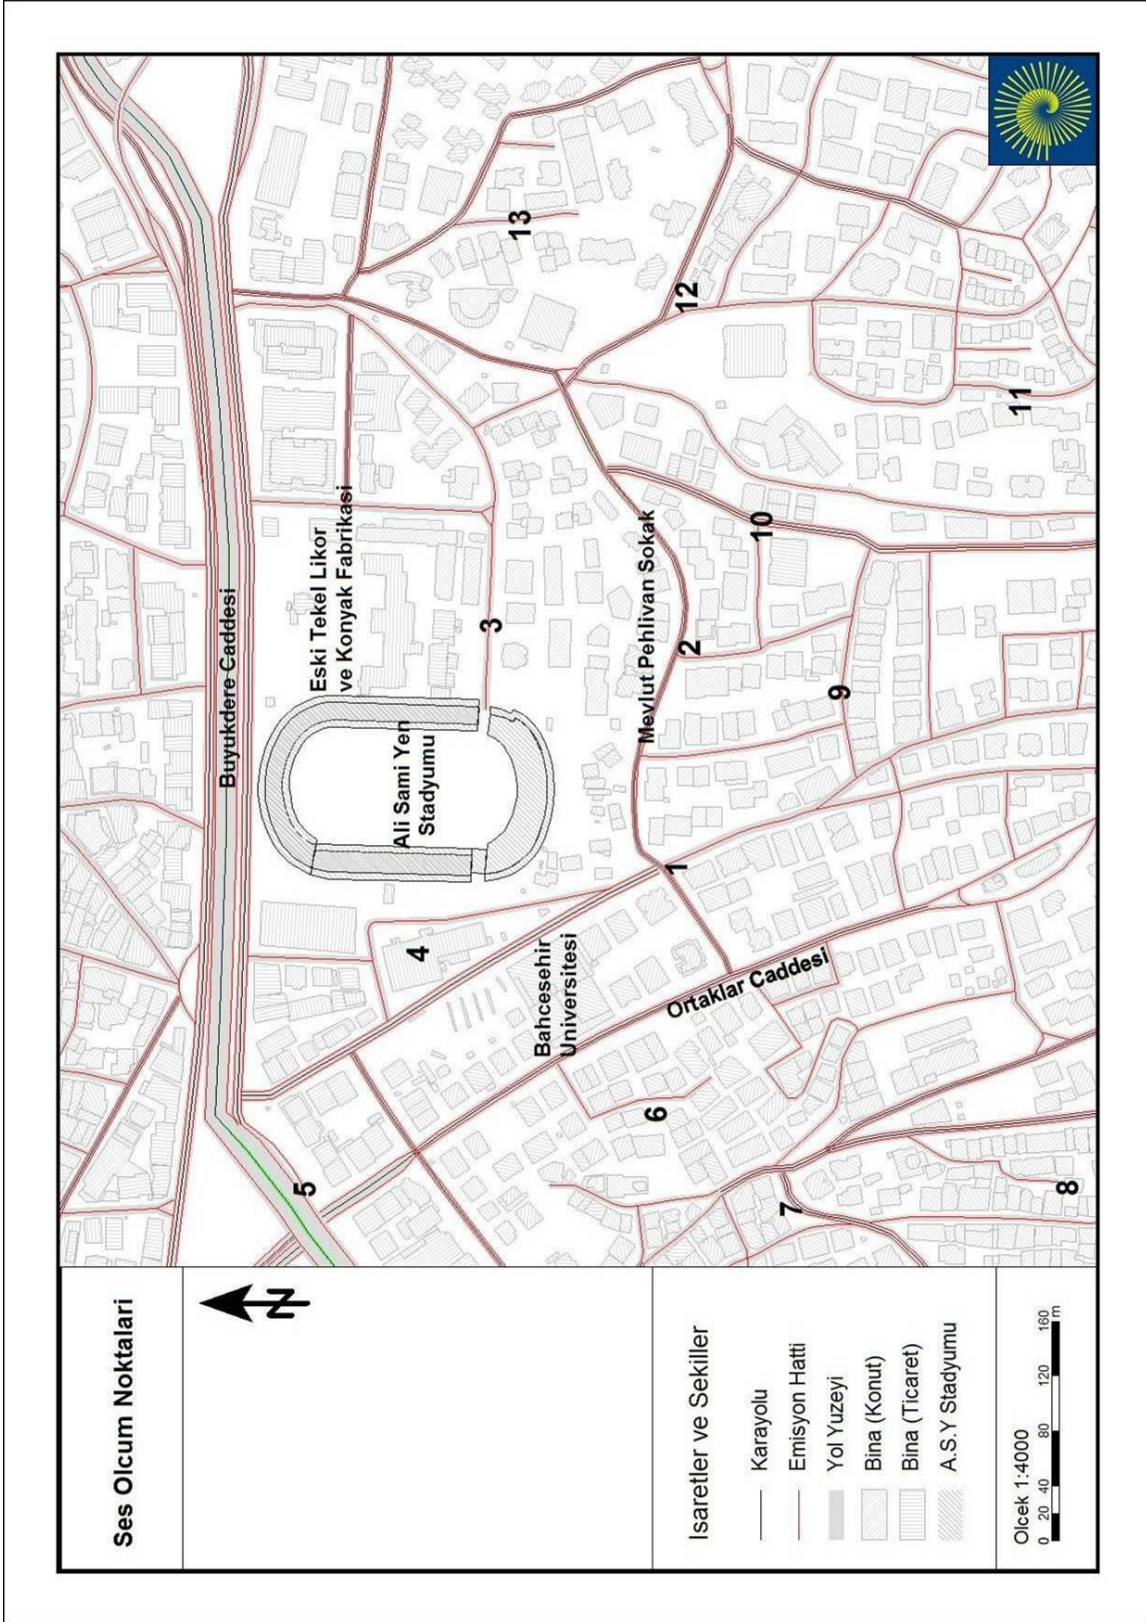 Ses Olcum Noktalari
N
Isaretler ve Sekiller
Karayolu
Emisyon Hatti
Yol Yuzeyi
Bina (Konut)
Bina (Ticaret)
A.S.Y Stadyumu
Olcek 1:4000
0 20 40 80 120 160
m
Buyukdere Caddesi
Eski Tekel Likor
ve Konyak Fabrikasi
Ali Sami Yen
Stadyumu
Mevlut Pehlivan Sokak
Bahcesehir
Universitesi
Ortaklar Caddesi
1
2
3
4
5
6
7
8
9
10
11
12
13